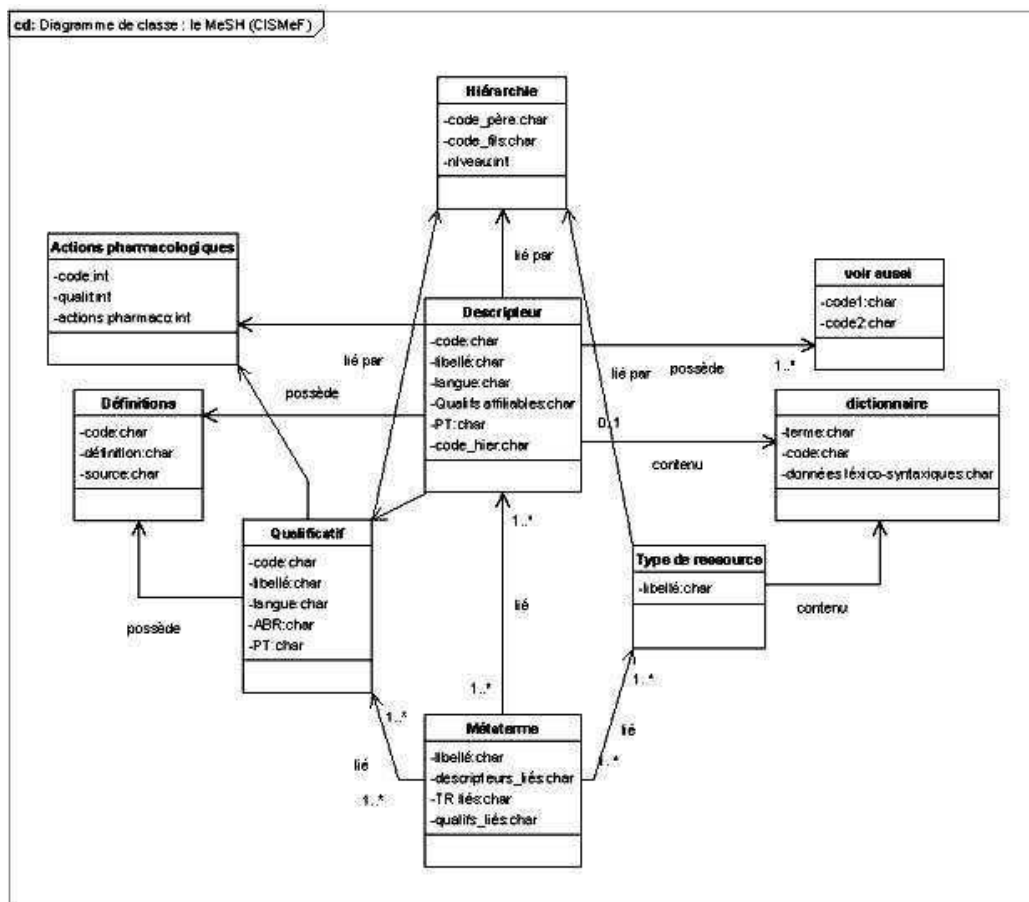 cd: Diagramme de classe : le MeSH (CISMeF)
Hiérarchie
-code_père:char
-code_fils:char
-niveau:int
Actions pharmacologiques
-code:int
-qualit:int
-actions pharmaco:int
lié par
voir aussi
-code1:char
-code2:char
Descripteur
-code:char
-libellé:char
-langue:char
-Qualifs affiliables:char
-PT:char
-code_hier:char
lié par
possède
lié par
possède
1..*
Définitions
-code:char
-définition:char
-source:char
0..1
contenu
dictionnaire
-terme:char
-code:char
-données léxico-syntaxiques:char
Qualificatif
-code:char
-libellé:char
-langue:char
-ABR:char
-PT:char
possède
1..*
lié
1..*
Type de ressource
-libellé:char
contenu
1..*
lié
1..*
1..*
lié
1..*
Métaterme
-libellé:char
-descripteurs_liés:char
-TR liés:char
-qualifs_liés:char